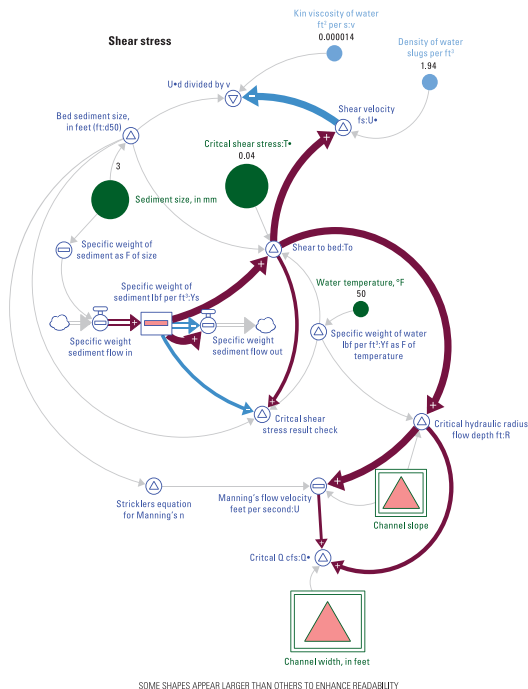 Shear stress
Kin viscosity of water
ft² per s:v
0.000014
Density of water
slugs per ft³
1.94
U•d divided by v
Bed sediment size,
in feet (ft:d50)
Shear velocity
fs:U•
Critcal shear stress:T•
0.04
3
Sediment size, in mm
Specific weight of
sediment as F of size
Shear to bed:To
Specific weight of
sediment lbf per ft³:Ys
Water temperature, °F
50
Specific weight
sediment flow in
Specific weight
sediment flow out
Specific weight of water
lbf per ft³:Yf as F of
temperature
Critcal shear
stress result check
Critical hydraulic radius
flow depth ft:R
Stricklers equation
for Manning's n
Manning's flow velocity
feet per second:U
Channel slope
Critcal Q cfs:Q•
Channel width, in feet
SOME SHAPES APPEAR LARGER THAN OTHERS TO ENHANCE READABILITY